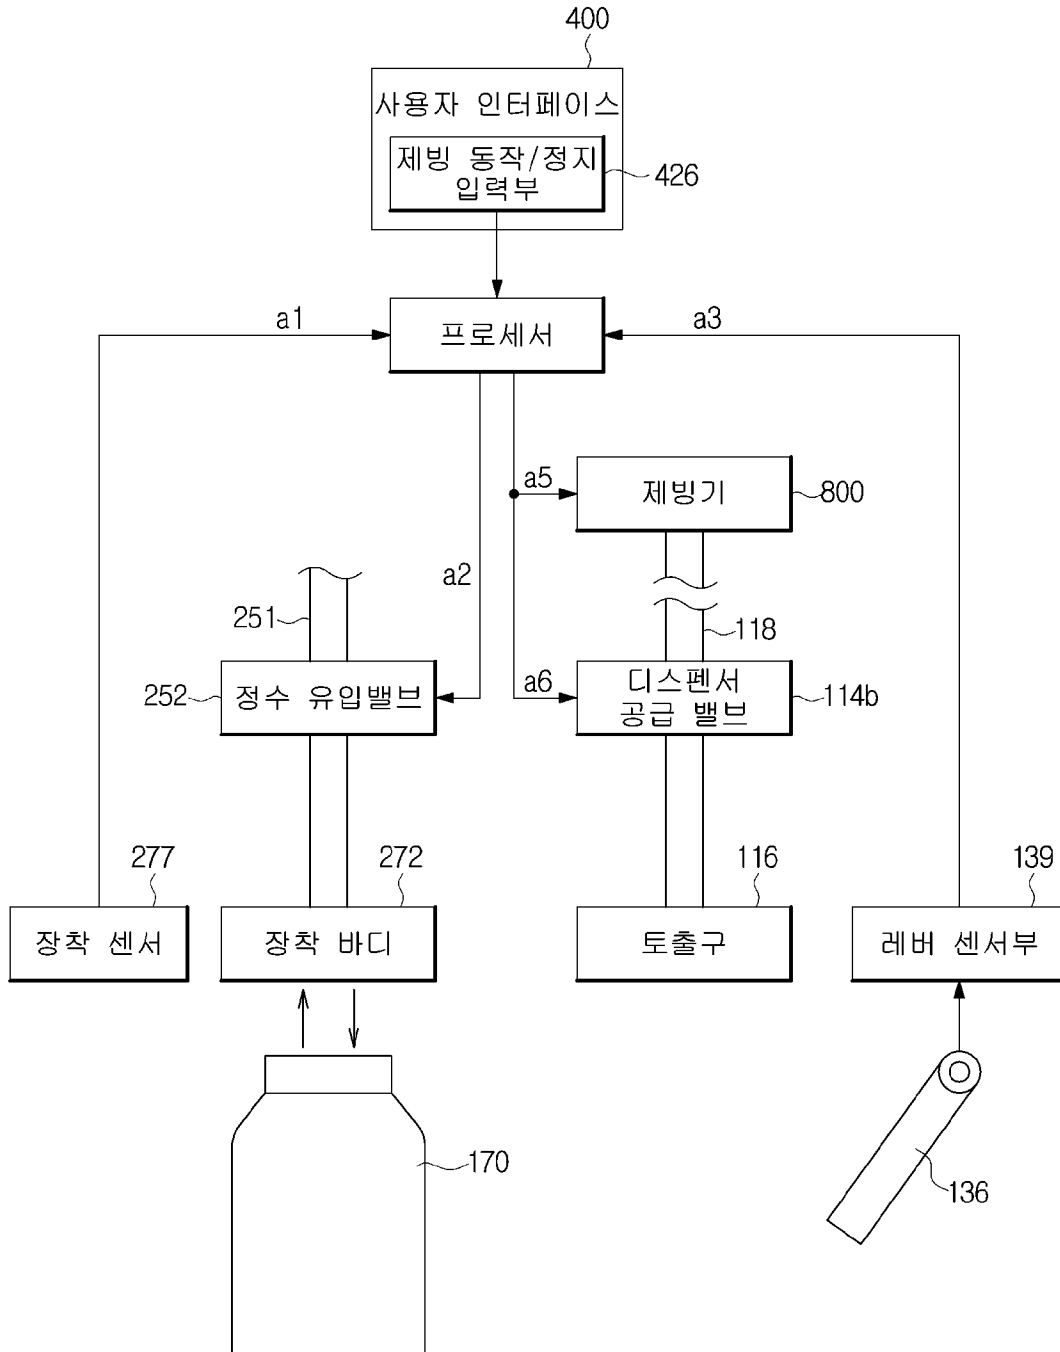 400
사용자 인터페이스
제빙 동작/정지
입력부
426
a1
프로세서
a3
a5
제빙기
800
a2
251
118
252
정수 유입밸브
a6
디스펜서
공급 밸브
114b
277
272
116
139
장착 센서
장착 바디
토출구
레버 센서부
170
136